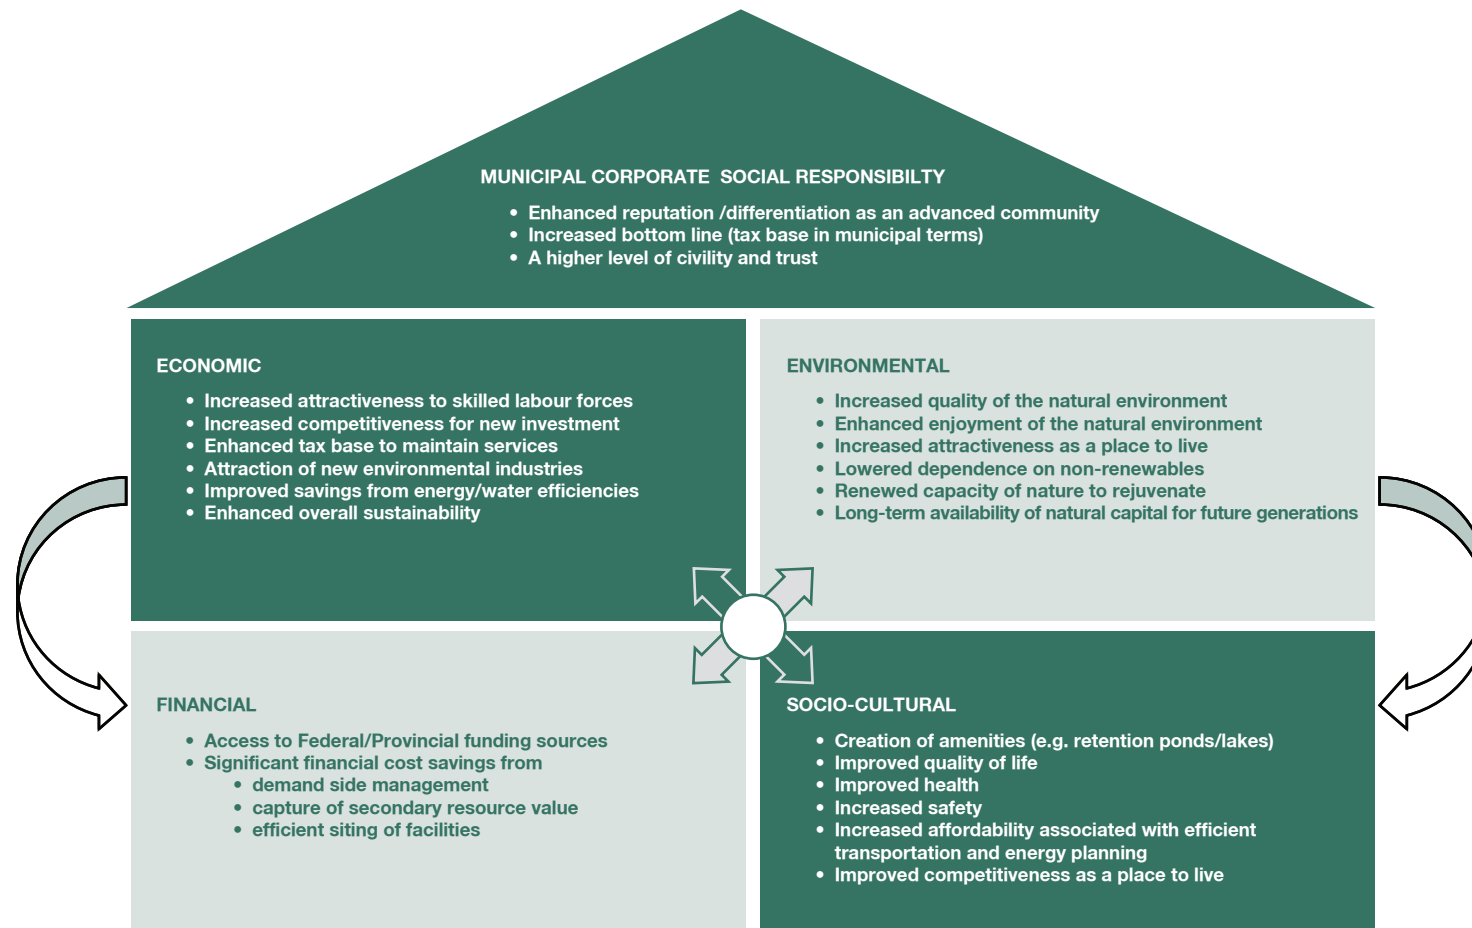 MUNICIPAL CORPORATE  SOCIAL RESPONSIBILTY
• Enhanced reputation /differentiation as an advanced community
• Increased bottom line (tax base in municipal terms)
• A higher level of civility and trust
ECONOMIC
• Increased attractiveness to skilled labour forces
• Increased competitiveness for new investment
• Enhanced tax base to maintain services
• Attraction of new environmental industries
• Improved savings from energy/water efficiencies
• Enhanced overall sustainability
ENVIRONMENTAL
• Increased quality of the natural environment
• Enhanced enjoyment of the natural environment
• Increased attractiveness as a place to live
• Lowered dependence on non-renewables
• Renewed capacity of nature to rejuvenate
• Long-term availability of natural capital for future generations
FINANCIAL
• Access to Federal/Provincial funding sources
• Significant financial cost savings from
• demand side management
• capture of secondary resource value
• efficient siting of facilities
SOCIO-CULTURAL
• Creation of amenities (e.g. retention ponds/lakes)
• Improved quality of life
• Improved health
• Increased safety
• Increased affordability associated with efficient
transportation and energy planning
• Improved competitiveness as a place to live